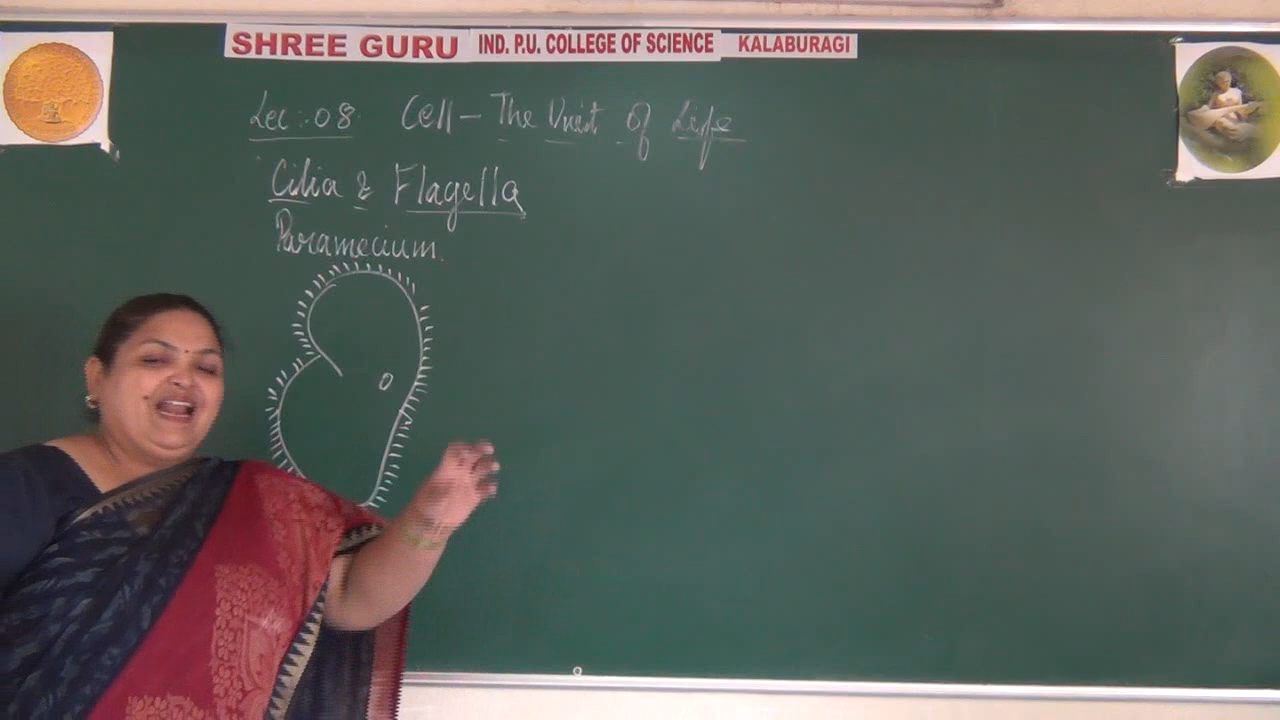 SHREE GURU IND. P.U. COLLEGE OF SCIENCE KALABURAGI
Lec:-08 Cell – The Unit of Life
Cilia & Flagella
Paramecium.